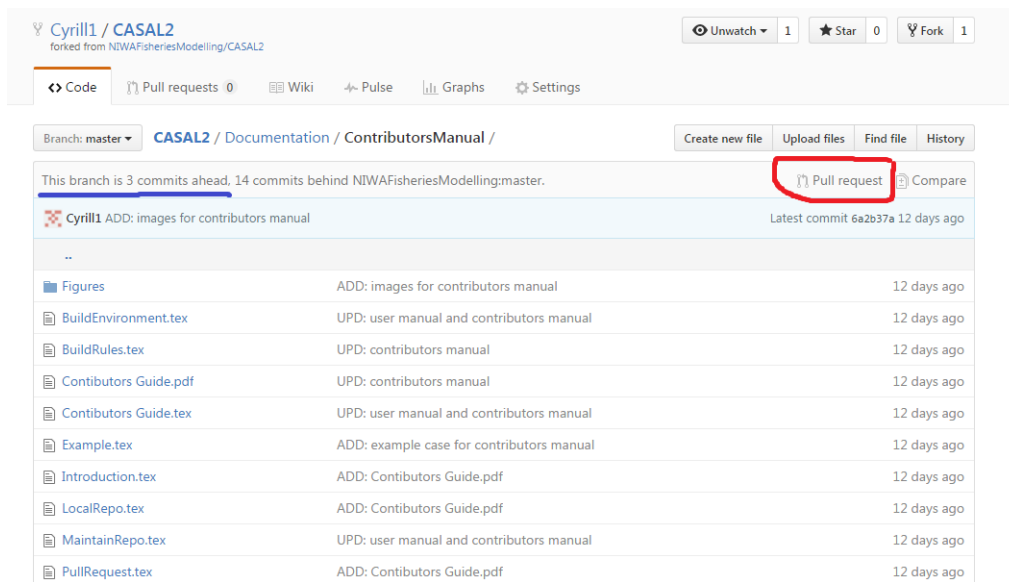 Cyrill1 / CASAL2
forked from NIWAFisheriesModelling/CASAL2
Unwatch 1 Star 0 Fork 1
Code Pull requests 0 Wiki Pulse Graphs Settings
Branch: master CASAL2 / Documentation / ContributorsManual / Create new file Upload files Find file History
This branch is 3 commits ahead, 14 commits behind NIWAFisheriesModelling:master. Pull request Compare
Cyrill1 ADD: images for contributors manual Latest commit 6a2b37a 12 days ago
..
Figures ADD: images for contributors manual 12 days ago
BuildEnvironment.tex UPD: user manual and contributors manual 12 days ago
BuildRules.tex UPD: contributors manual 12 days ago
Contibutors Guide.pdf UPD: contributors manual 12 days ago
Contibutors Guide.tex UPD: user manual and contributors manual 12 days ago
Example.tex ADD: example case for contributors manual 12 days ago
Introduction.tex ADD: Contibutors Guide.pdf 12 days ago
LocalRepo.tex ADD: Contibutors Guide.pdf 12 days ago
MaintainRepo.tex UPD: user manual and contributors manual 12 days ago
PullRequest.tex ADD: Contibutors Guide.pdf 12 days ago